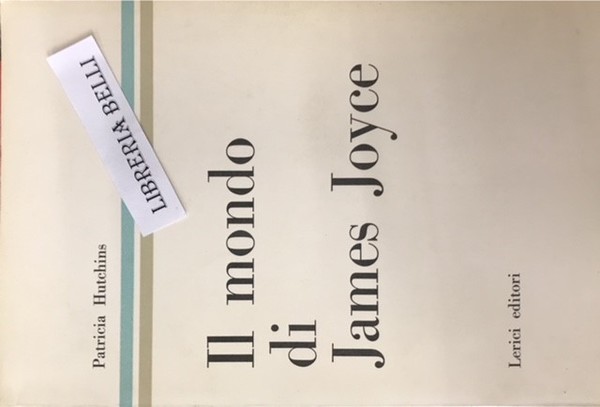 Patricia Hutchins
LIBRERIA BELLI
Il mondo
di
James Joyce
Lerici editori